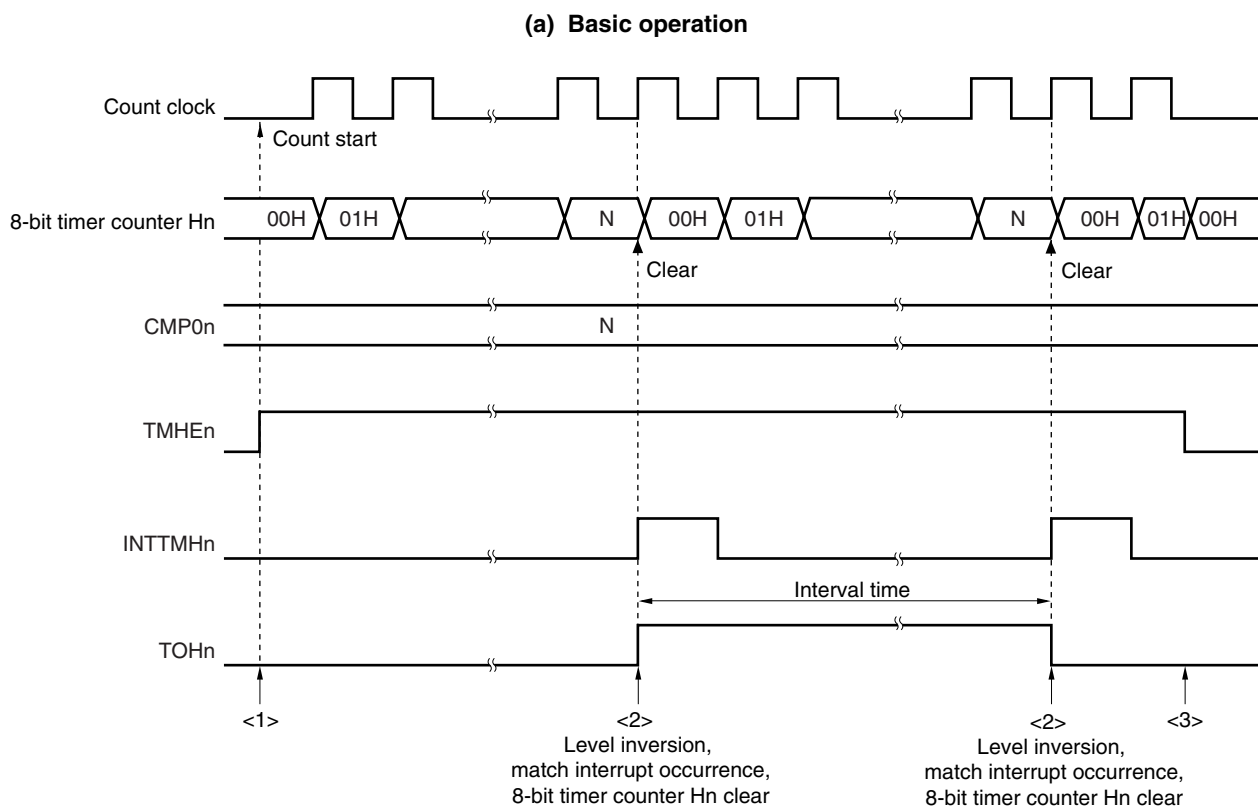 (a) Basic operation
Count clock
Count start
8-bit timer counter Hn
00H 01H N 00H 01H N 00H 01H 00H
Clear Clear
CMP0n
N
TMHEn
INTTMHn
Interval time
TOHn
<1> <2> <2> <3>
Level inversion,
match interrupt occurrence,
8-bit timer counter Hn clear
Level inversion,
match interrupt occurrence,
8-bit timer counter Hn clear